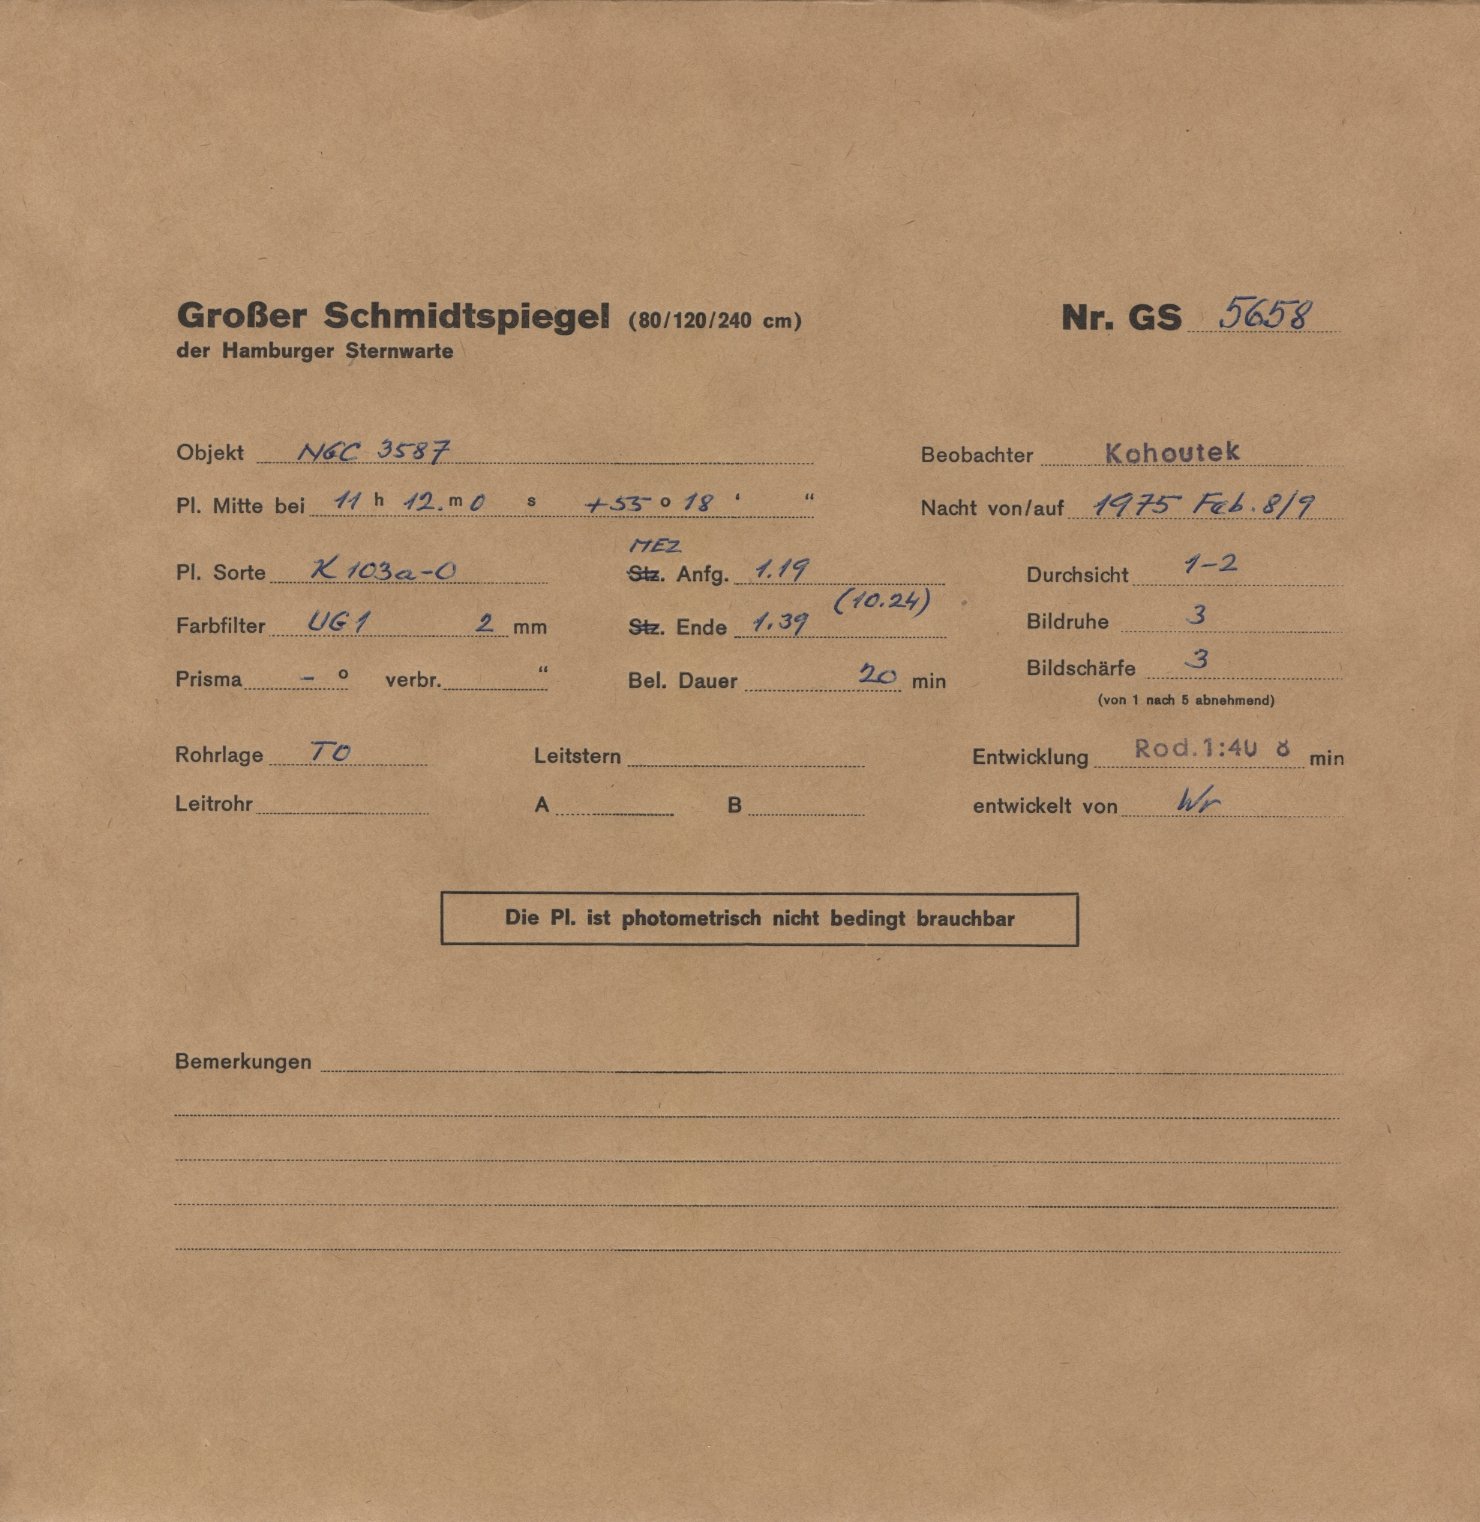 Großer Schmidtspiegel (80/120/240 cm) Nr. GS 5658
der Hamburger Sternwarte
Objekt NGC 3587 Beobachter Kohoutek
Pl. Mitte bei 11 h 12. m 0 s +55 o 18 ‘ “ Nacht von/auf 1975 Feb. 8/9
MEZ
Pl. Sorte K 103a-O Stz. Anfg. 1.19 Durchsicht 1-2
(10.24)
Farbfilter UG1 2 mm Stz. Ende 1.39 Bildruhe 3
Prisma – o verbr. “ Bel. Dauer 20 min Bildschärfe 3
(von 1 nach 5 abnehmend)
Rohrlage TO Leitstern Entwicklung Rod.1:40 8 min
Leitrohr A B entwickelt von Wr
Die Pl. ist photometrisch nicht bedingt brauchbar
Bemerkungen